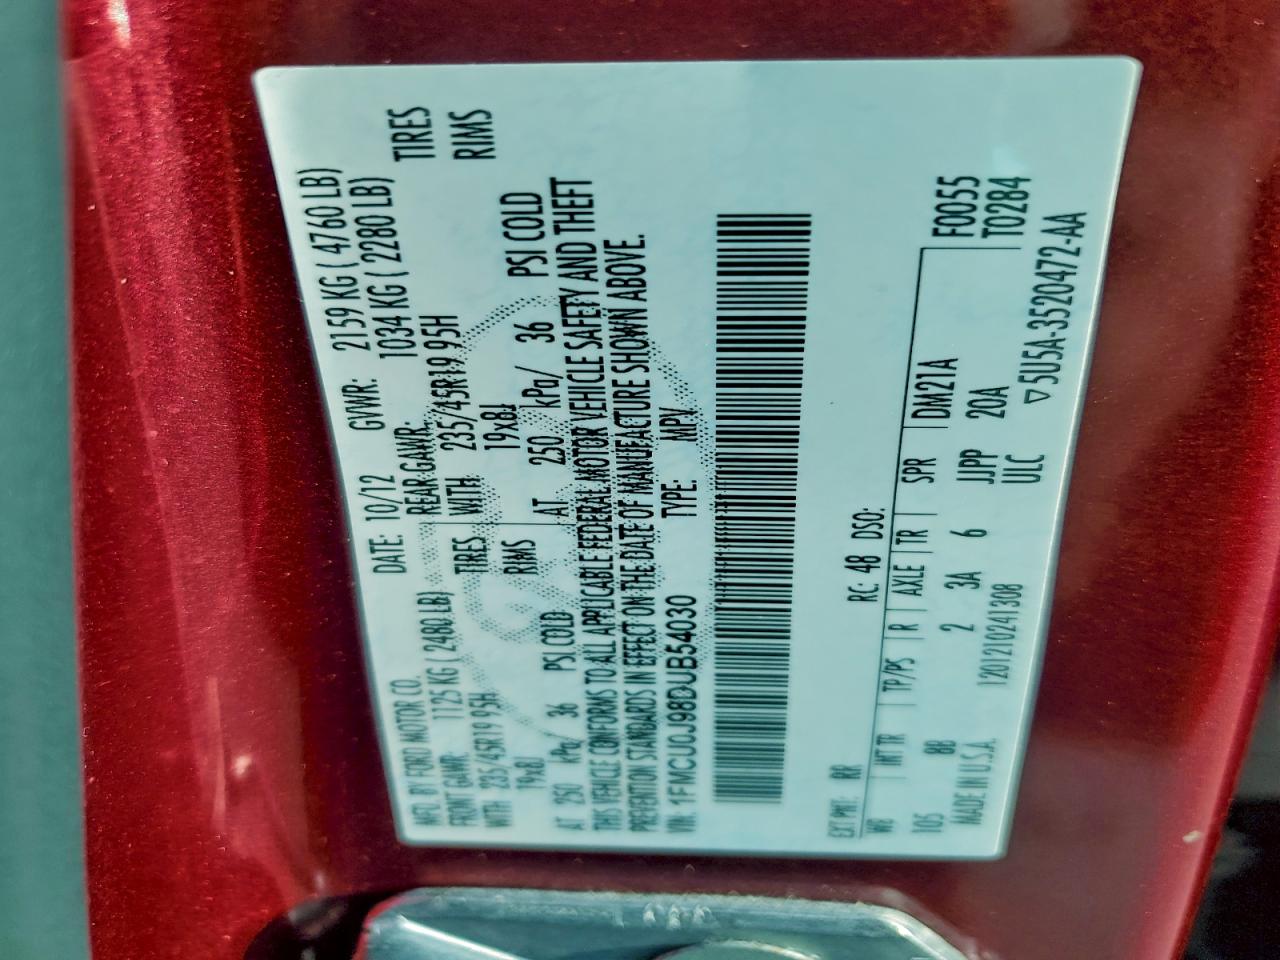 MFD. BY FORD MOTOR CO.
DATE: 10/12 GVWR: 2159 KG ( 4760 LB)
FRONT GAWR: 1125 KG ( 2480 LB) REAR GAWR: 1034 KG ( 2280 LB)
WITH 235/45R19 95H TIRES WITH 235/45R19 95H TIRES
19x8J RIMS 19x8J RIMS
AT 250 kPa/ 36 PSI COLD AT 250 kPa/ 36 PSI COLD
THIS VEHICLE CONFORMS TO ALL APPLICABLE FEDERAL MOTOR VEHICLE SAFETY AND THEFT
PREVENTION STANDARDS IN EFFECT ON THE DATE OF MANUFACTURE SHOWN ABOVE.
VIN: 1FMCU0J98DUB54030 TYPE: MPV
EXT PNT: RR RC: 48 DSO:
WB | INT TR | TP/PS | R | AXLE | TR | SPR | DM21A F0055
105 BB 2 3A 6 JJPP 20A T0284
MADE IN U.S.A. 1201210241308 ULC ▽5U5A-3520472-AA